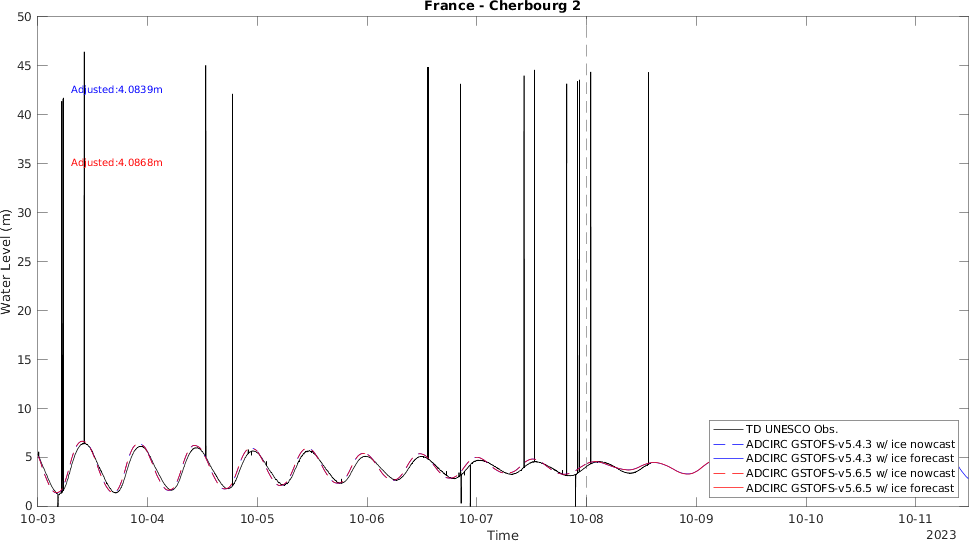 France - Cherbourg 2
50
45
40
35
30
25
20
15
10
5
0
Water Level (m)
Adjusted:4.0839m
Adjusted:4.0868m
TD UNESCO Obs.
ADCIRC GSTOFS-v5.4.3 w/ ice nowcast
ADCIRC GSTOFS-v5.4.3 w/ ice forecast
ADCIRC GSTOFS-v5.6.5 w/ ice nowcast
ADCIRC GSTOFS-v5.6.5 w/ ice forecast
10-03 10-04 10-05 10-06 10-07 10-08 10-09 10-10 10-11
Time
2023